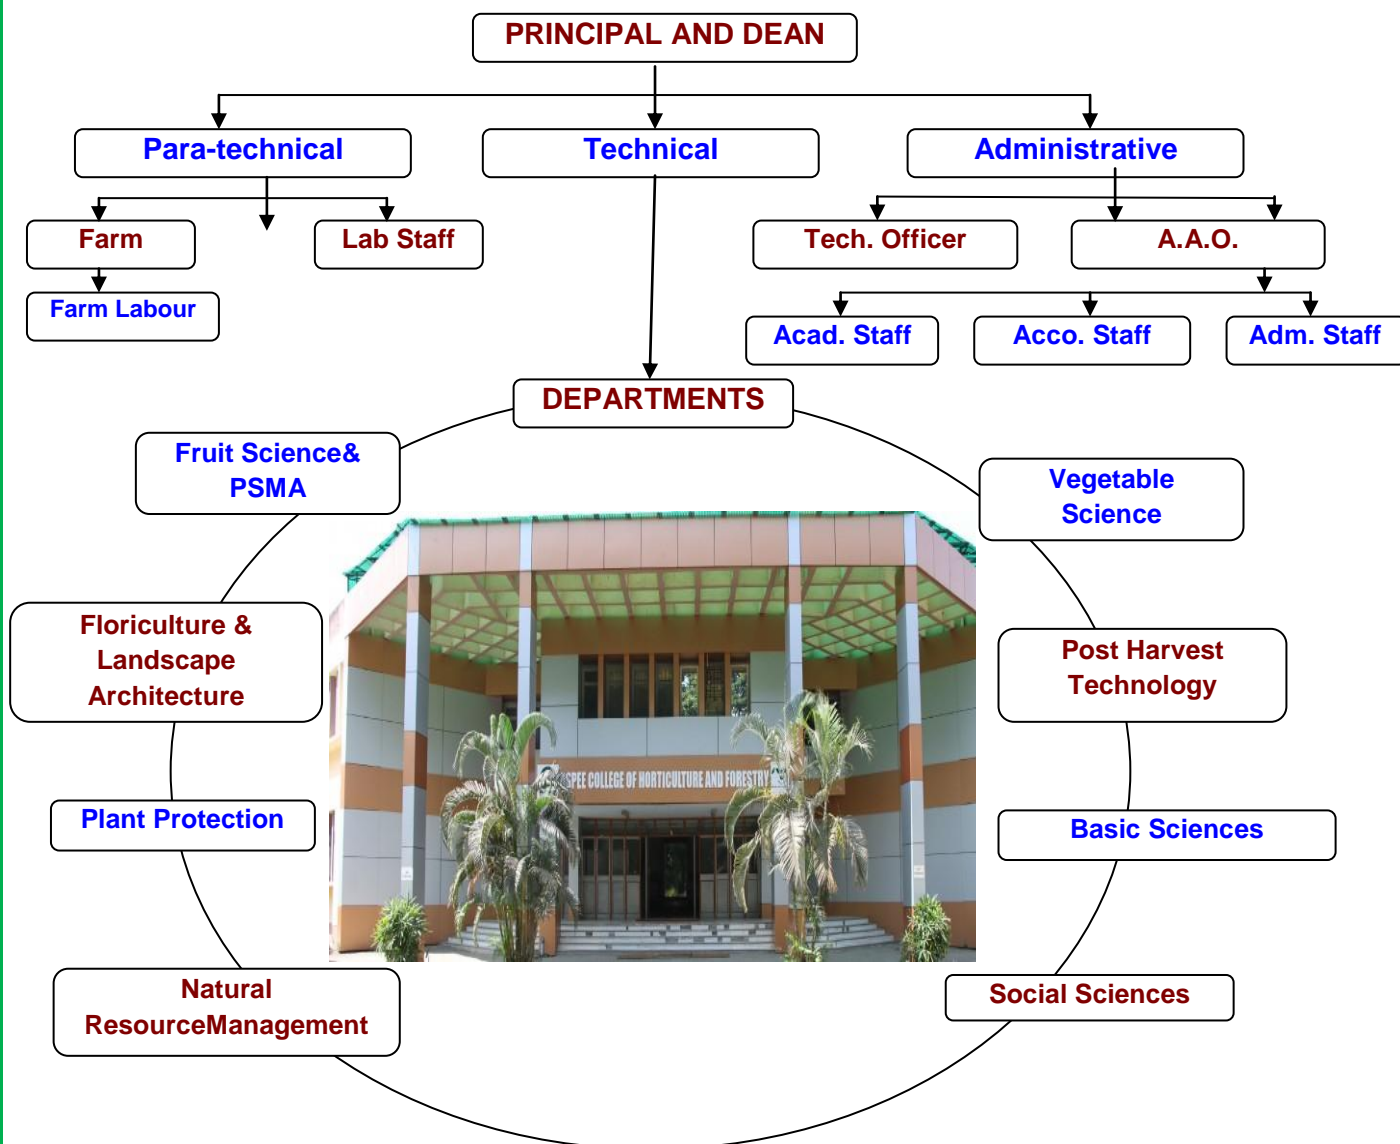 PRINCIPAL AND DEAN
Para-technical
Technical
Administrative
Farm
Lab Staff
Tech. Officer
A.A.O.
Farm Labour
Acad. Staff
Acco. Staff
Adm. Staff
DEPARTMENTS
Fruit Science&
PSMA
Vegetable
Science
Floriculture &
Landscape
Architecture
Post Harvest
Technology
ASPEE COLLEGE OF HORTICULTURE AND FORESTRY
Plant Protection
Basic Sciences
Natural
ResourceManagement
Social Sciences